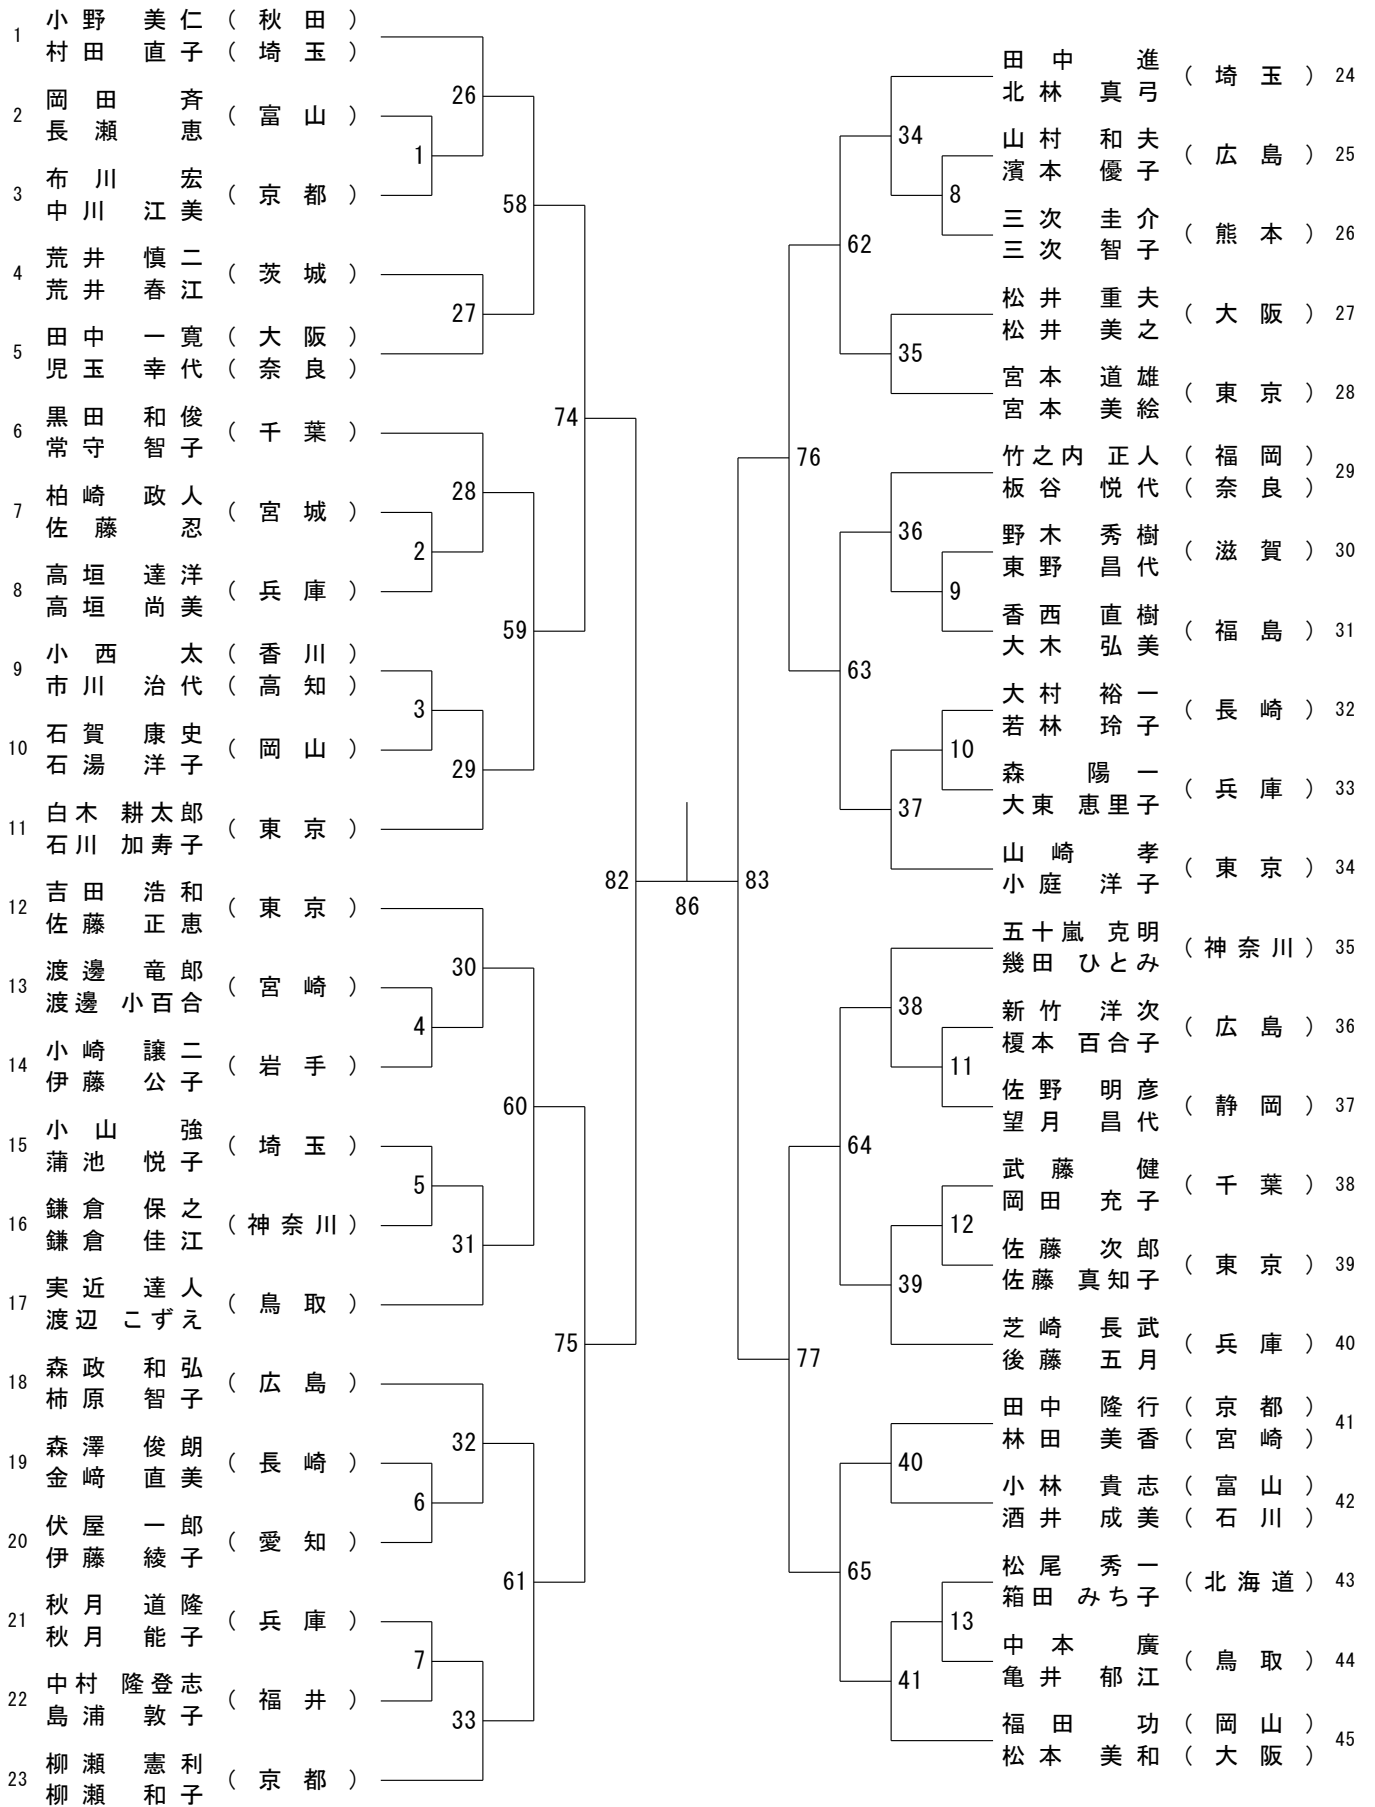 1 小野 美仁 (秋田)
村田 直子 (埼玉)
2 岡田 斉 (富山)
長瀬 恵
3 布川 宏 (京都)
中川 江美
4 荒井 慎二 (茨城)
荒井 春江
5 田中 一寛 (大阪)
児玉 幸代 (奈良)
6 黒田 和俊 (千葉)
常守 智子
7 柏崎 政人 (宮城)
佐藤 忍
8 高垣 達洋 (兵庫)
高垣 尚美
9 小西 太 (香川)
市川 治代 (高知)
10 石賀 康史 (岡山)
石湯 洋子
11 白木 耕太郎 (東京)
石川 加寿子
12 吉田 浩和 (東京)
佐藤 正恵
13 渡邊 竜郎 (宮崎)
渡邊 小百合
14 小崎 譲二 (岩手)
伊藤 公子
15 小山 強 (埼玉)
蒲池 悦子
16 鎌倉 保之 (神奈川)
鎌倉 佳江
17 実近 達人 (鳥取)
渡辺 こずえ
18 森政 和弘 (広島)
柿原 智子
19 森澤 俊朗 (長崎)
金﨑 直美
20 伏屋 一郎 (愛知)
伊藤 綾子
21 秋月 道隆 (兵庫)
秋月 能子
22 中村 隆登志 (福井)
島浦 敦子
23 柳瀬 憲利 (京都)
柳瀬 和子
1
2
3
4
5
6
7
26
27
28
29
30
31
32
33
58
59
60
61
74
75
82
86
83
76
77
62
63
64
65
34
35
36
37
38
39
40
41
8
9
10
11
12
13
田中 進 (埼玉) 24
北林 真弓
山村 和夫 (広島) 25
濱本 優子
三次 圭介 (熊本) 26
三次 智子
松井 重夫 (大阪) 27
松井 美之
宮本 道雄 (東京) 28
宮本 美絵
竹之内 正人 (福岡) 29
板谷 悦代 (奈良)
野木 秀樹 (滋賀) 30
東野 昌代
香西 直樹 (福島) 31
大木 弘美
大村 裕一 (長崎) 32
若林 玲子
森 陽一 (兵庫) 33
大東 恵里子
山崎 孝 (東京) 34
小庭 洋子
五十嵐 克明 (神奈川) 35
幾田 ひとみ
新竹 洋次 (広島) 36
榎本 百合子
佐野 明彦 (静岡) 37
望月 昌代
武藤 健 (千葉) 38
岡田 充子
佐藤 次郎 (東京) 39
佐藤 真知子
芝崎 長武 (兵庫) 40
後藤 五月
田中 隆行 (京都) 41
林田 美香 (宮崎)
小林 貴志 (富山) 42
酒井 成美 (石川)
松尾 秀一 (北海道) 43
箱田 みち子
中本 廣 (鳥取) 44
亀井 郁江
福田 功 (岡山) 45
松本 美和 (大阪)